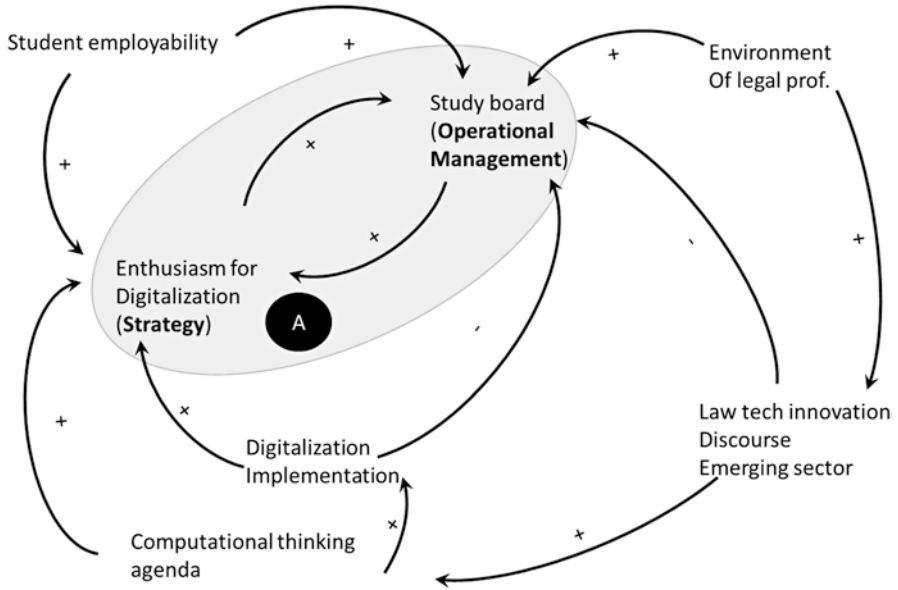 Student employability
+
+
Environment
Of legal prof.
Study board
(Operational
Management)
+
+
+
+
-
Enthusiasm for
Digitalization
(Strategy)
A
-
+
+
Law tech innovation
Discourse
Emerging sector
Digitalization
Implementation
+
+
Computational thinking
agenda